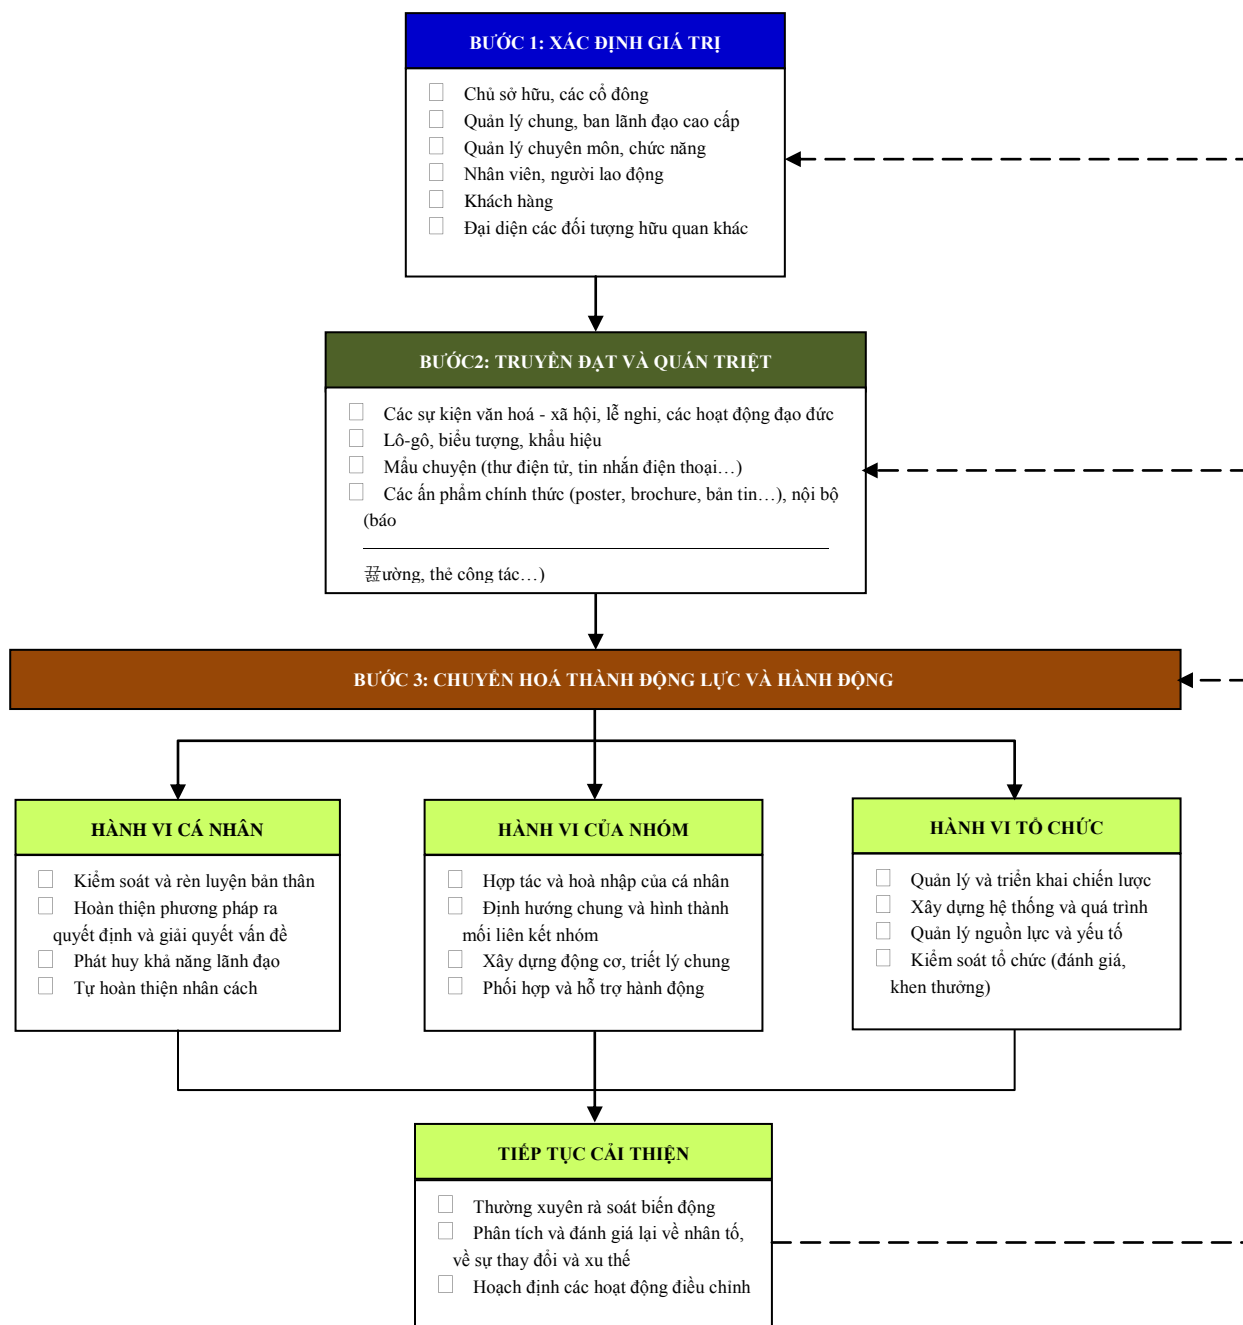 BƯỚC 1: XÁC ĐỊNH GIÁ TRỊ
Chủ sở hữu, các cổ đông
Quản lý chung, ban lãnh đạo cao cấp
Quản lý chuyên môn, chức năng
Nhân viên, người lao động
Khách hàng
Đại diện các đối tượng hữu quan khác
BƯỚC2: TRUYỀN ĐẠT VÀ QUÁN TRIỆT
Các sự kiện văn hoá - xã hội, lễ nghi, các hoạt động đạo đức
Lô-gô, biểu tượng, khẩu hiệu
Mẩu chuyện (thư điện tử, tin nhắn điện thoại…)
Các ấn phẩm chính thức (poster, brochure, bản tin…), nội bộ
(báo
ường, thẻ công tác…)
BƯỚC 3: CHUYỂN HOÁ THÀNH ĐỘNG LỰC VÀ HÀNH ĐỘNG
HÀNH VI CÁ NHÂN
Kiểm soát và rèn luyện bản thân
Hoàn thiện phương pháp ra
quyết định và giải quyết vấn đề
Phát huy khả năng lãnh đạo
Tự hoàn thiện nhân cách
HÀNH VI CỦA NHÓM
Hợp tác và hoà nhập của cá nhân
Định hướng chung và hình thành
mối liên kết nhóm
Xây dựng động cơ, triết lý chung
Phối hợp và hỗ trợ hành động
HÀNH VI TỔ CHỨC
Quản lý và triển khai chiến lược
Xây dựng hệ thống và quá trình
Quản lý nguồn lực và yếu tố
Kiểm soát tổ chức (đánh giá,
khen thưởng)
TIẾP TỤC CẢI THIỆN
Thường xuyên rà soát biến động
Phân tích và đánh giá lại về nhân tố,
về sự thay đổi và xu thế
Hoạch định các hoạt động điều chỉnh